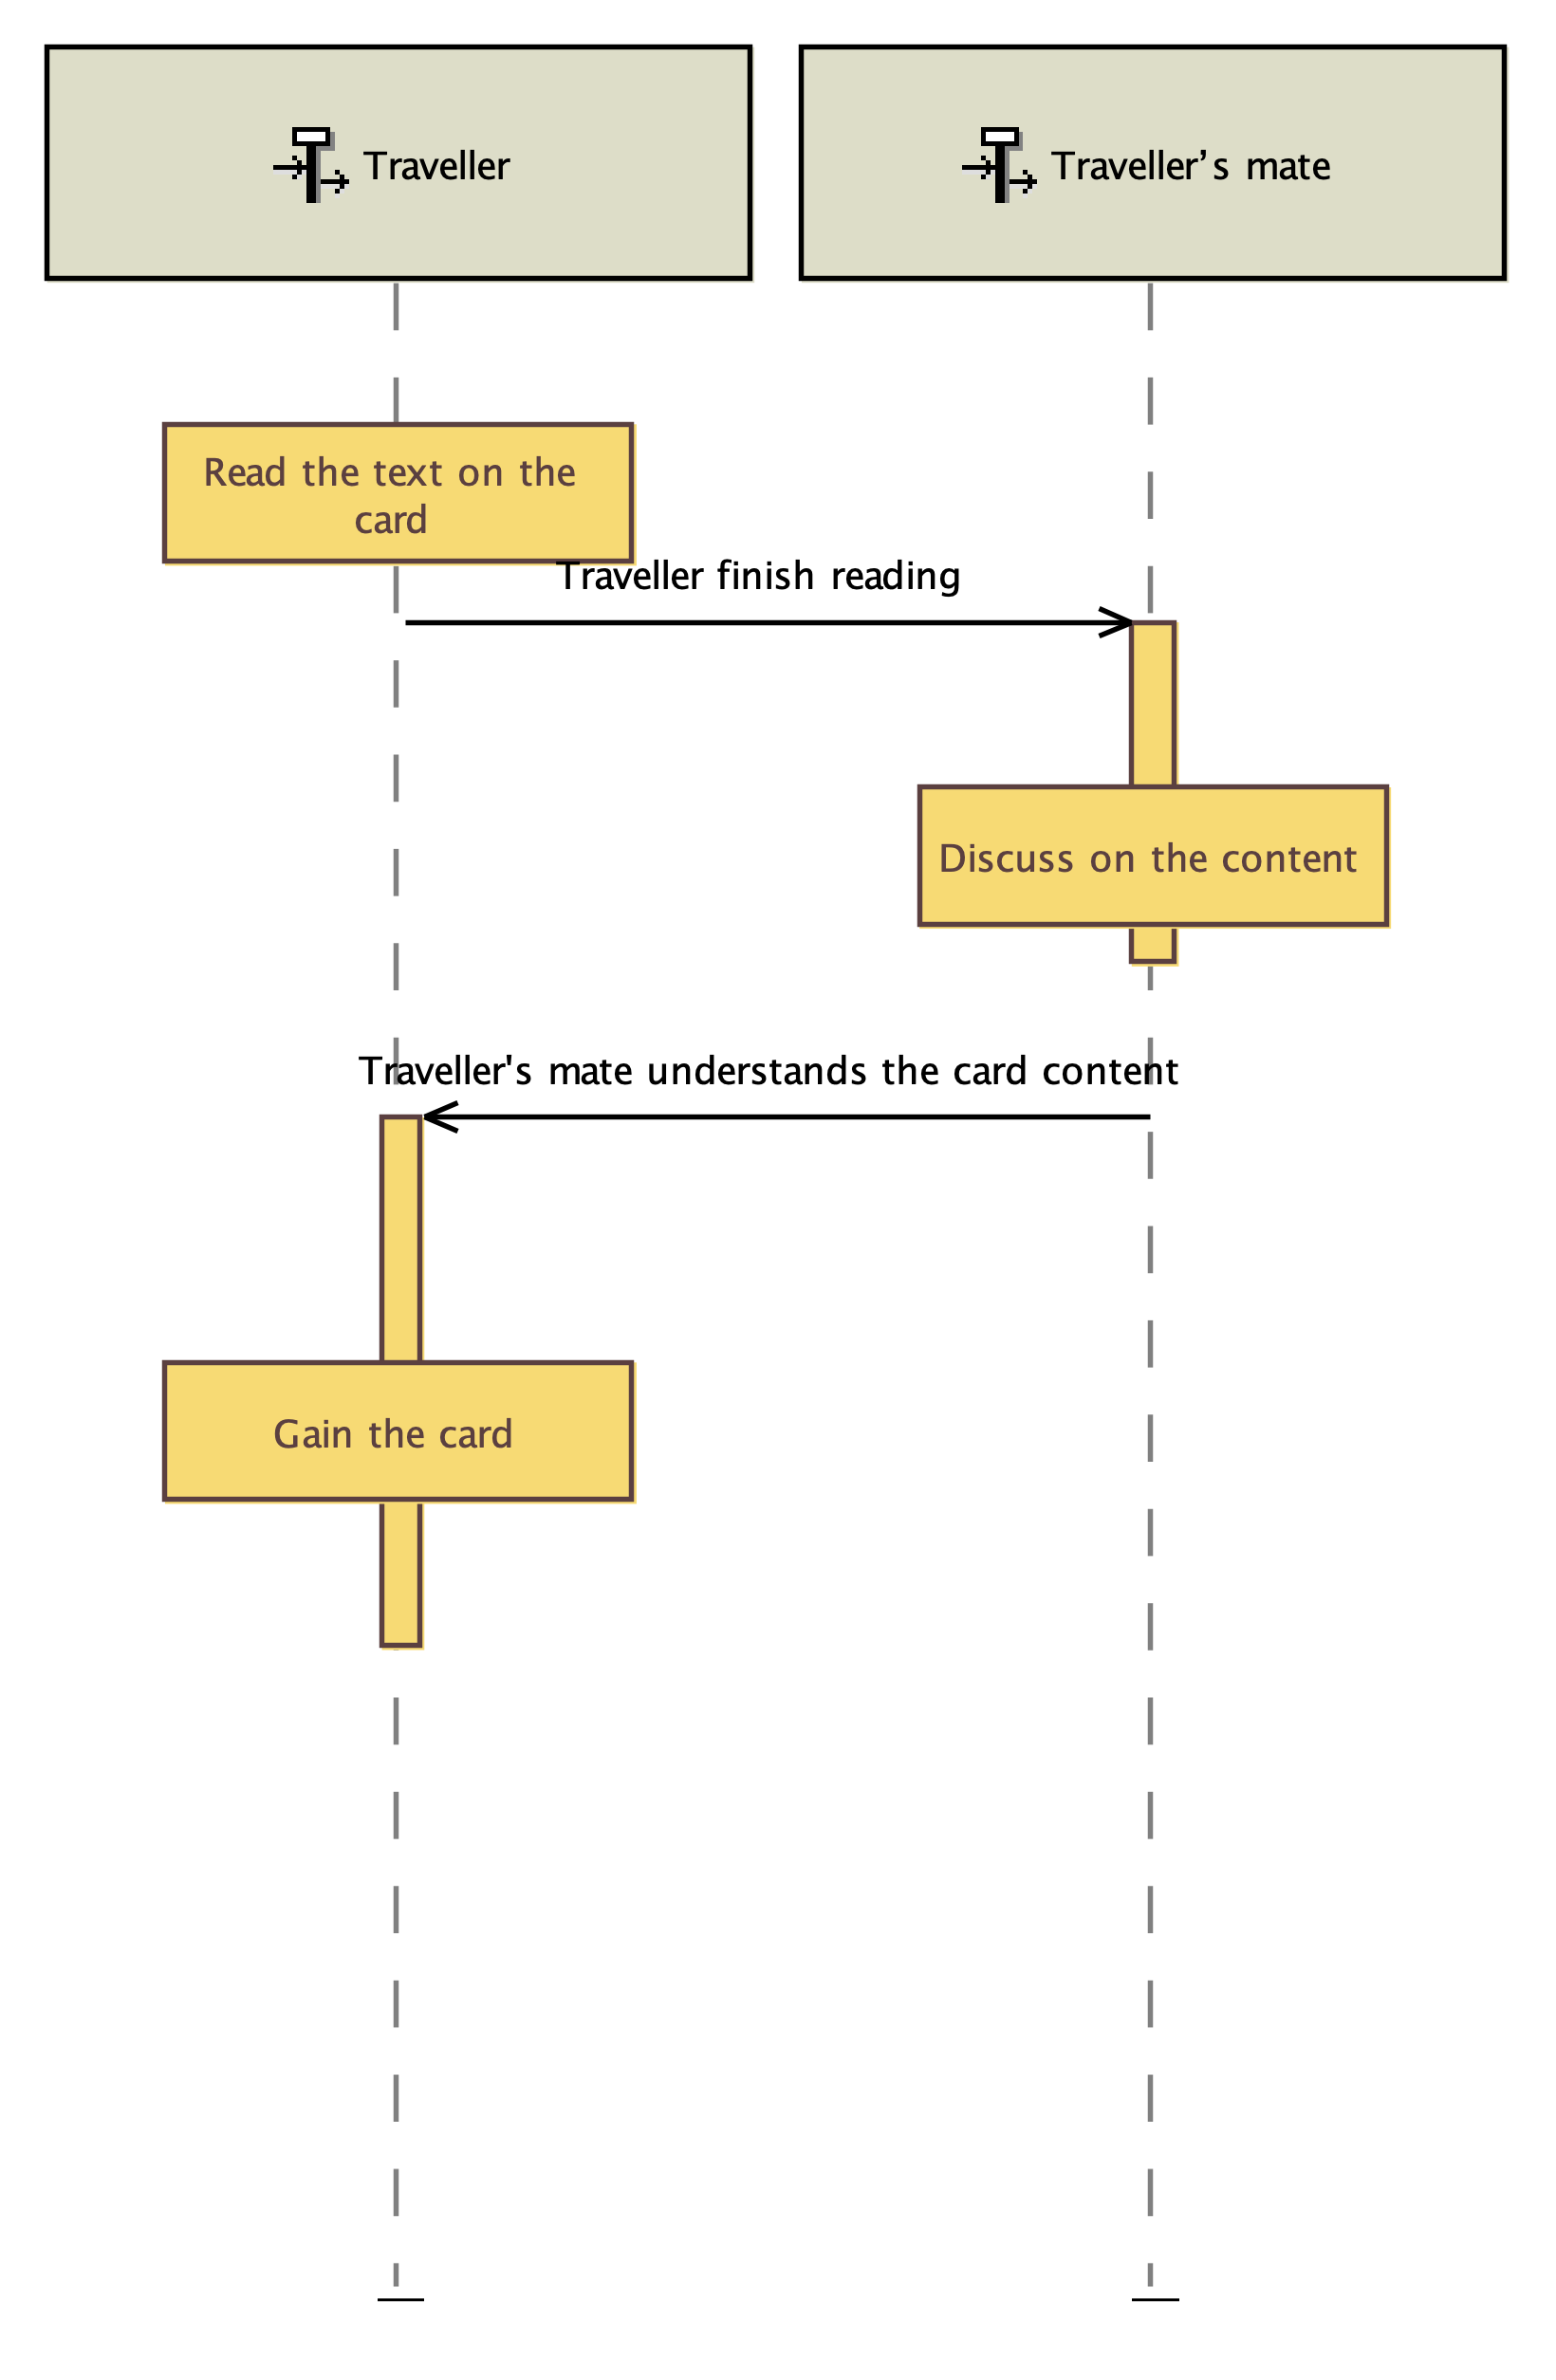 Traveller
Traveller’s mate
Read the text on the
card
Traveller finish reading
Discuss on the content
Traveller's mate understands the card content
Gain the card